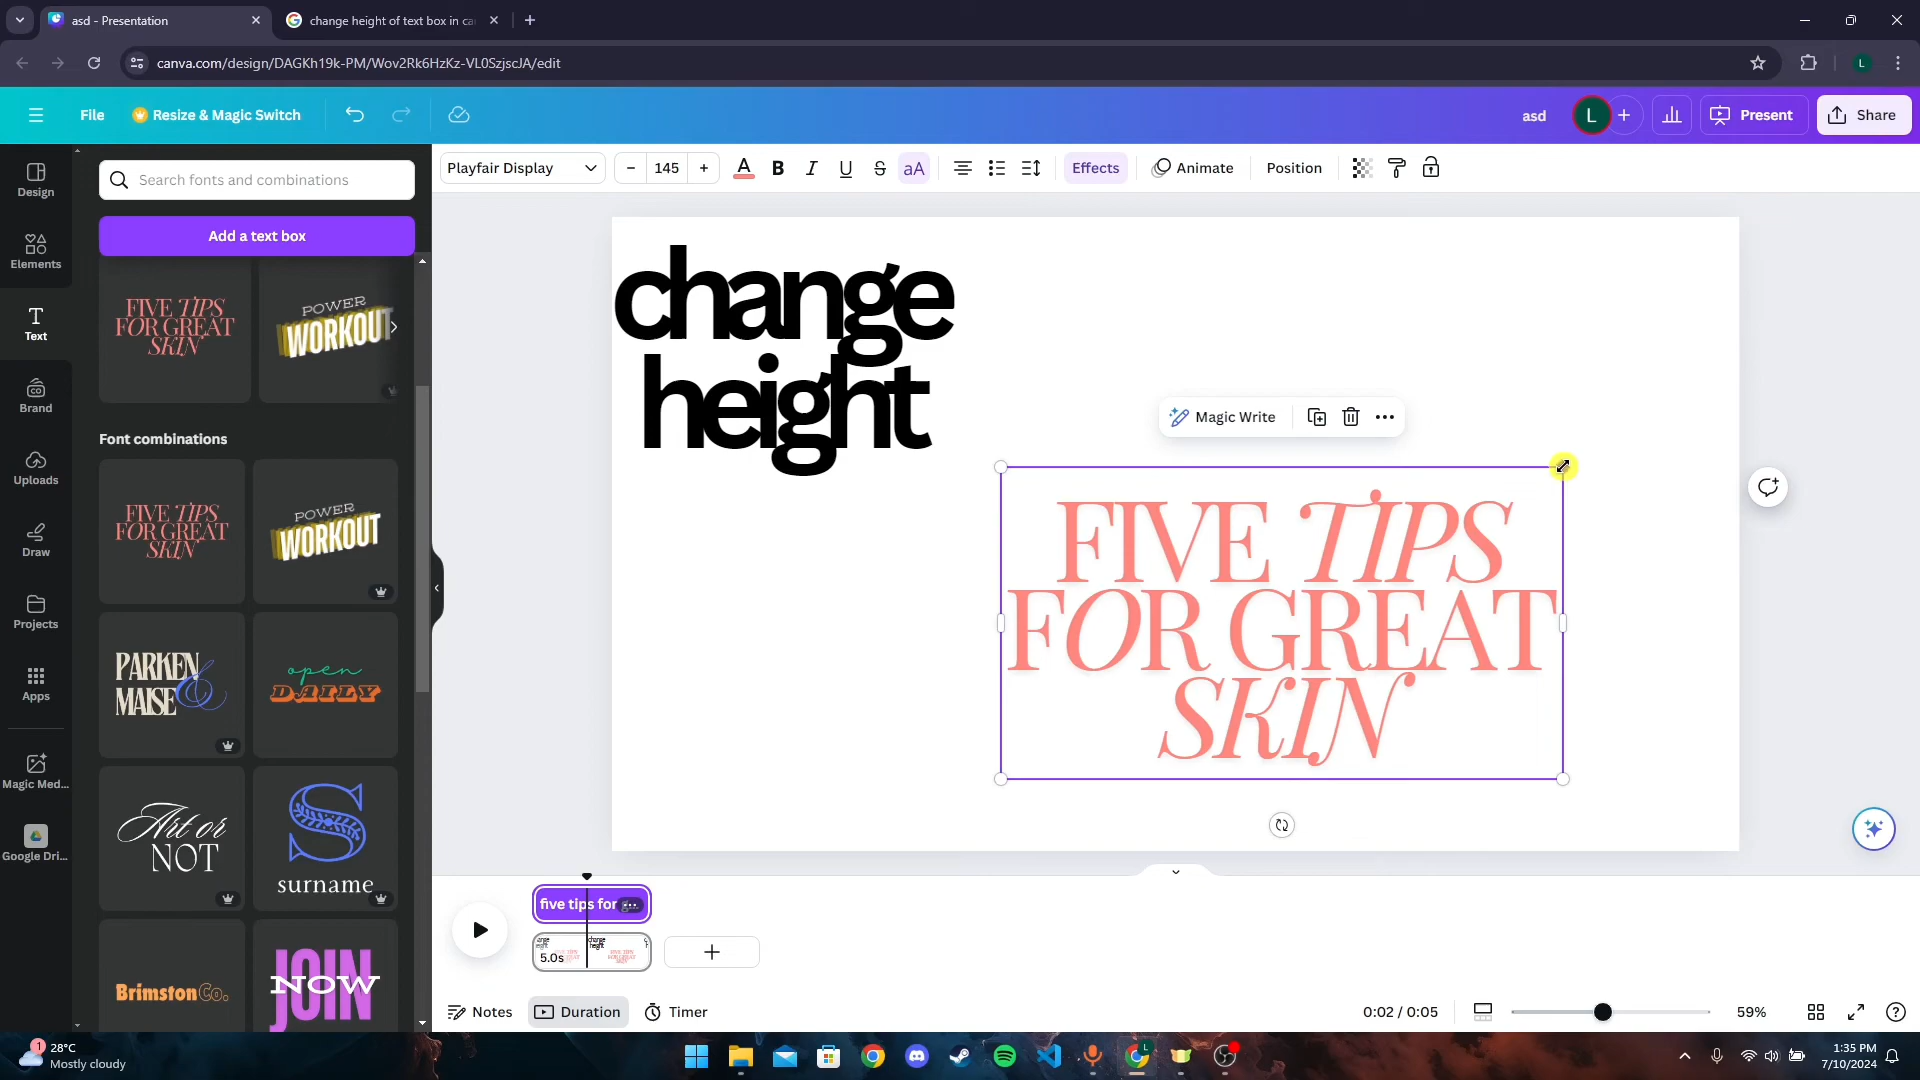 asd - Presentation
change height of text box in ca
canva.com/design/DAGKh19k-PM/Wov2Rk6HzKz-VL0SzjscJA/edit
L
File
Resize & Magic Switch
asd
L
Present
Share
Design
Elements
Text
Brand
Uploads
Draw
Projects
Apps
Magic Med...
Google Dri...
Search fonts and combinations
Add a text box
FIVE TIPS
FOR GREAT
SKIN
POWER
WORKOUT
Font combinations
FIVE TIPS
FOR GREAT
SKIN
POWER
WORKOUT
PARKEN
MAISE &
open
DAILY
Art or
NOT
S
surname
Brimston Co.
JOIN
NOW
Playfair Display
145
A
B
I
U
S
aA
Effects
Animate
Position
change
height
Magic Write
FIVE TIPS
FOR GREAT
SKIN
five tips for
5.0s
Notes
Duration
Timer
0:02 / 0:05
59%
1
28°C
Mostly cloudy
L
1:35 PM
7/10/2024